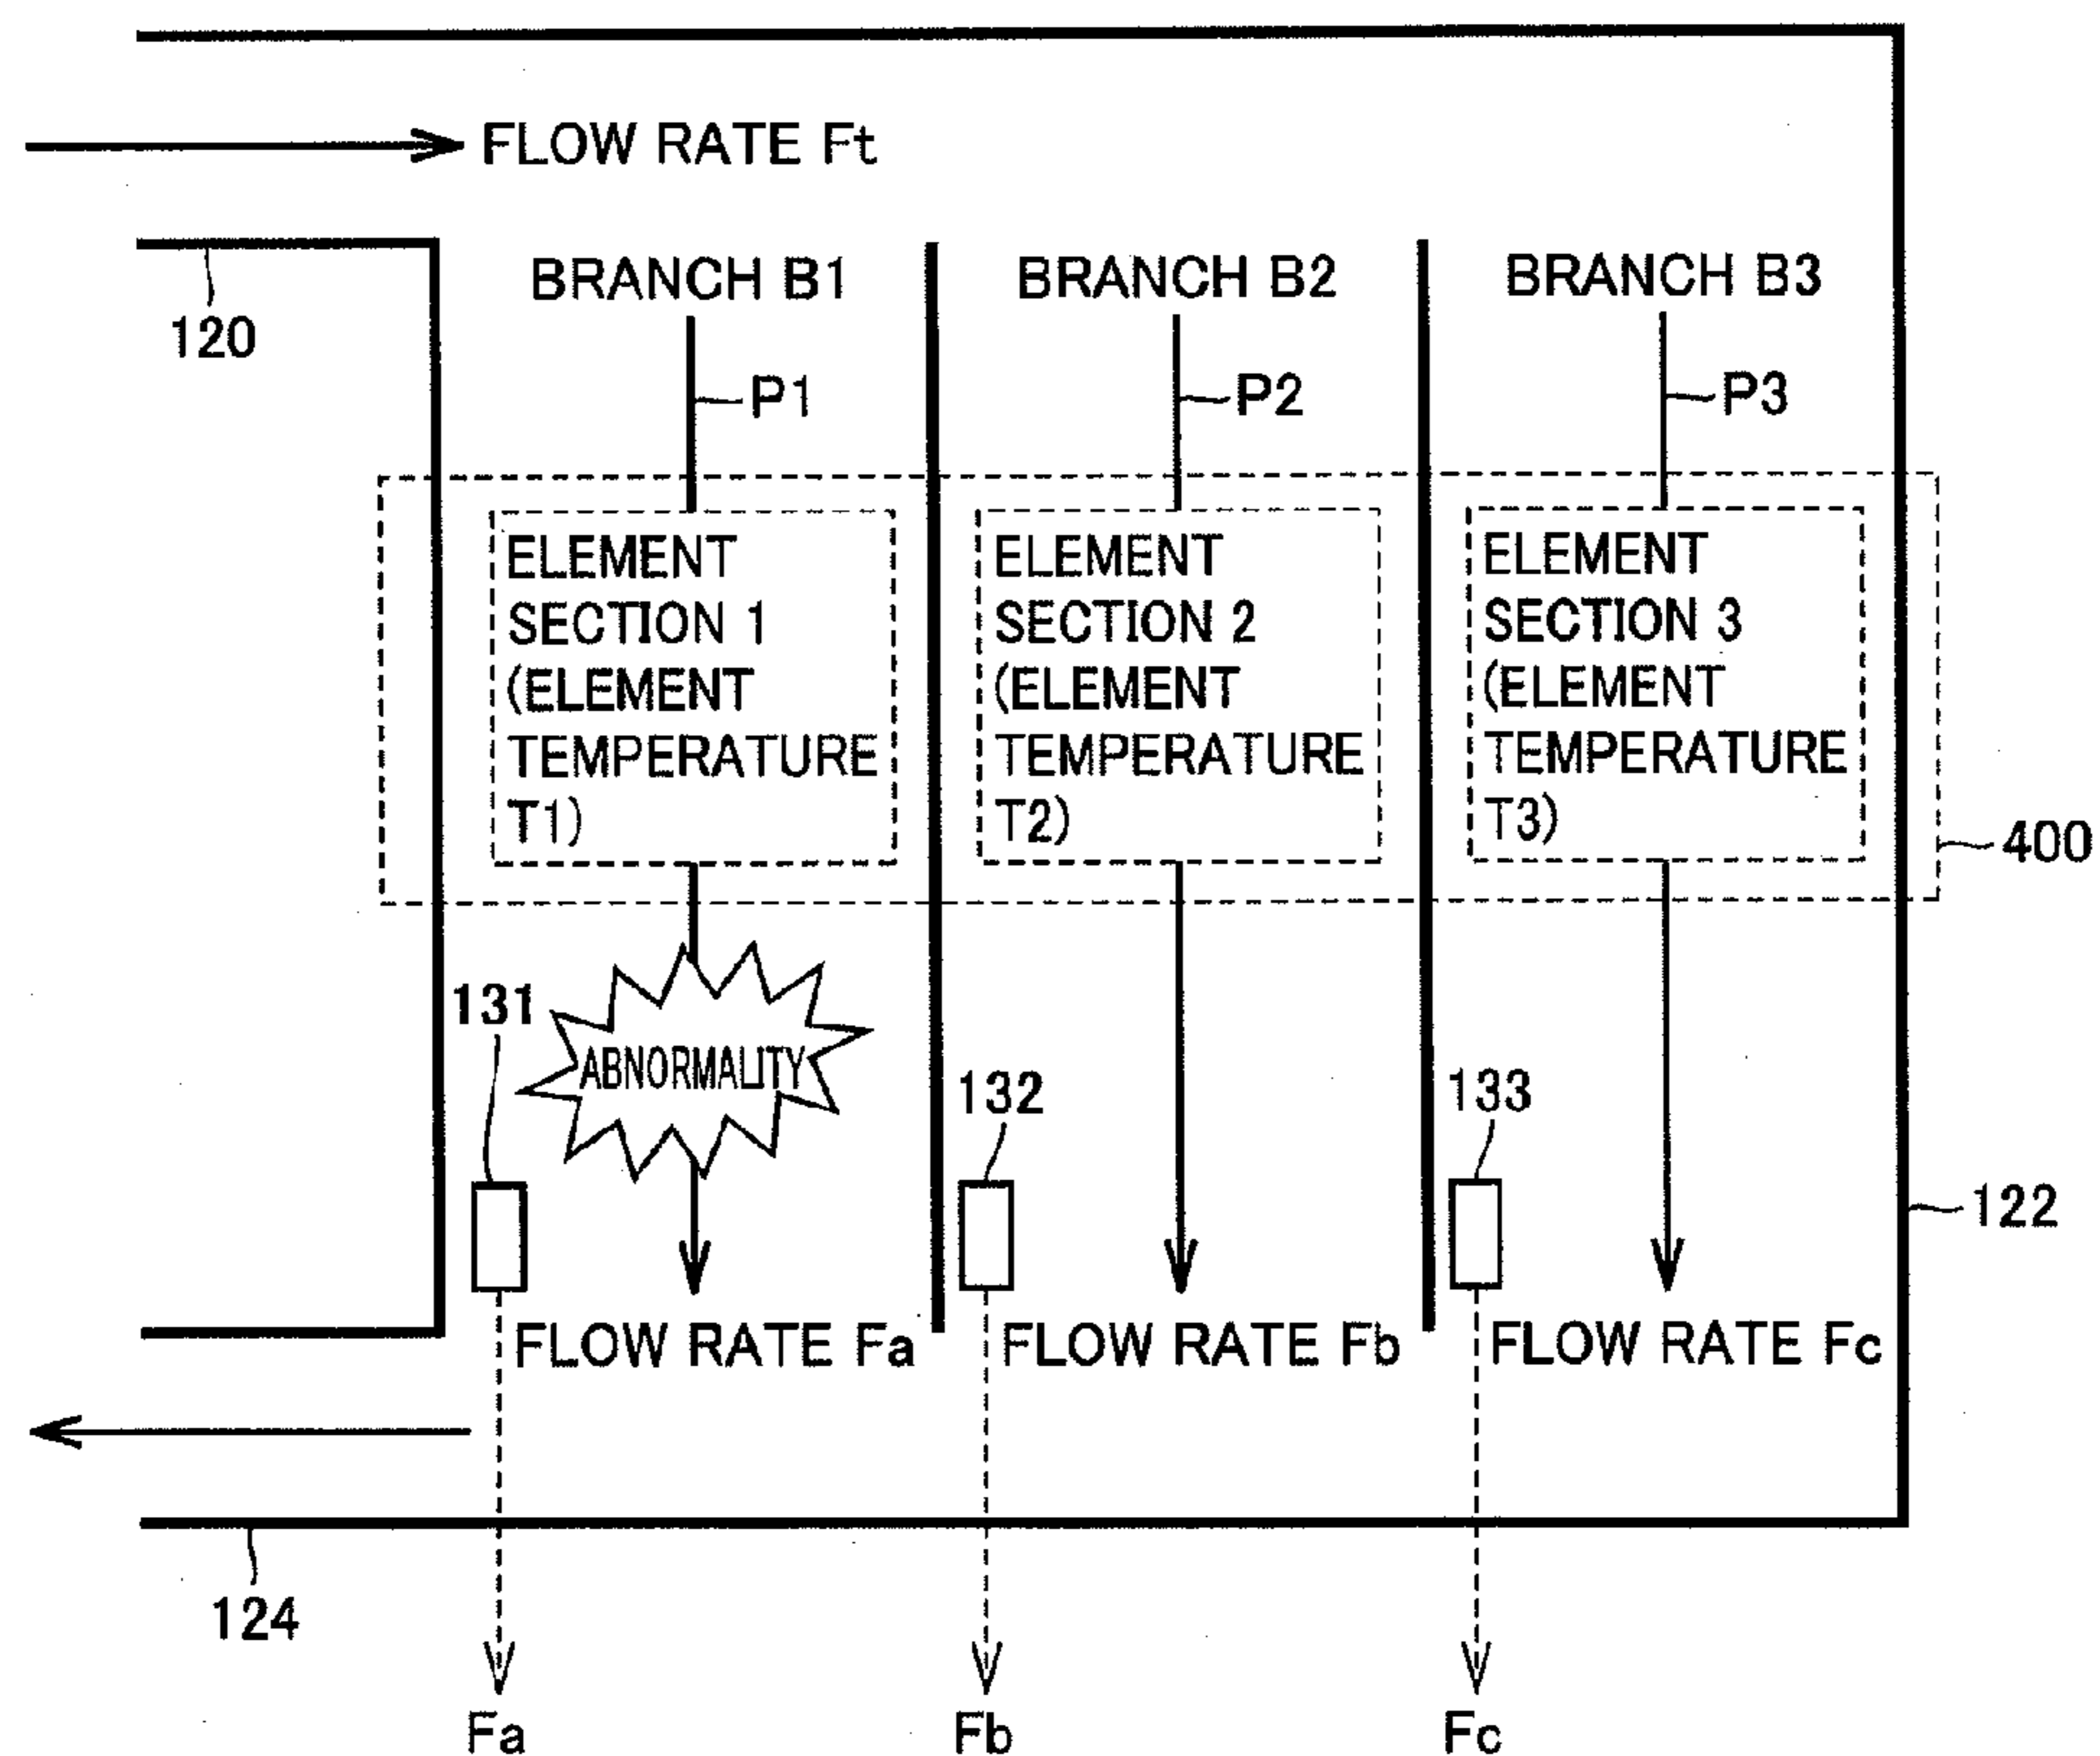 FLOW RATE Ft
120
BRANCH B1
BRANCH B2
BRANCH B3
P1
P2
P3
ELEMENT
SECTION 1
(ELEMENT
TEMPERATURE
T1)
ELEMENT
SECTION 2
(ELEMENT
TEMPERATURE
T2)
ELEMENT
SECTION 3
(ELEMENT
TEMPERATURE
T3)
400
131
ABNORMALITY
132
133
122
FLOW RATE Fa
FLOW RATE Fb
FLOW RATE Fc
124
Fa
Fb
Fc